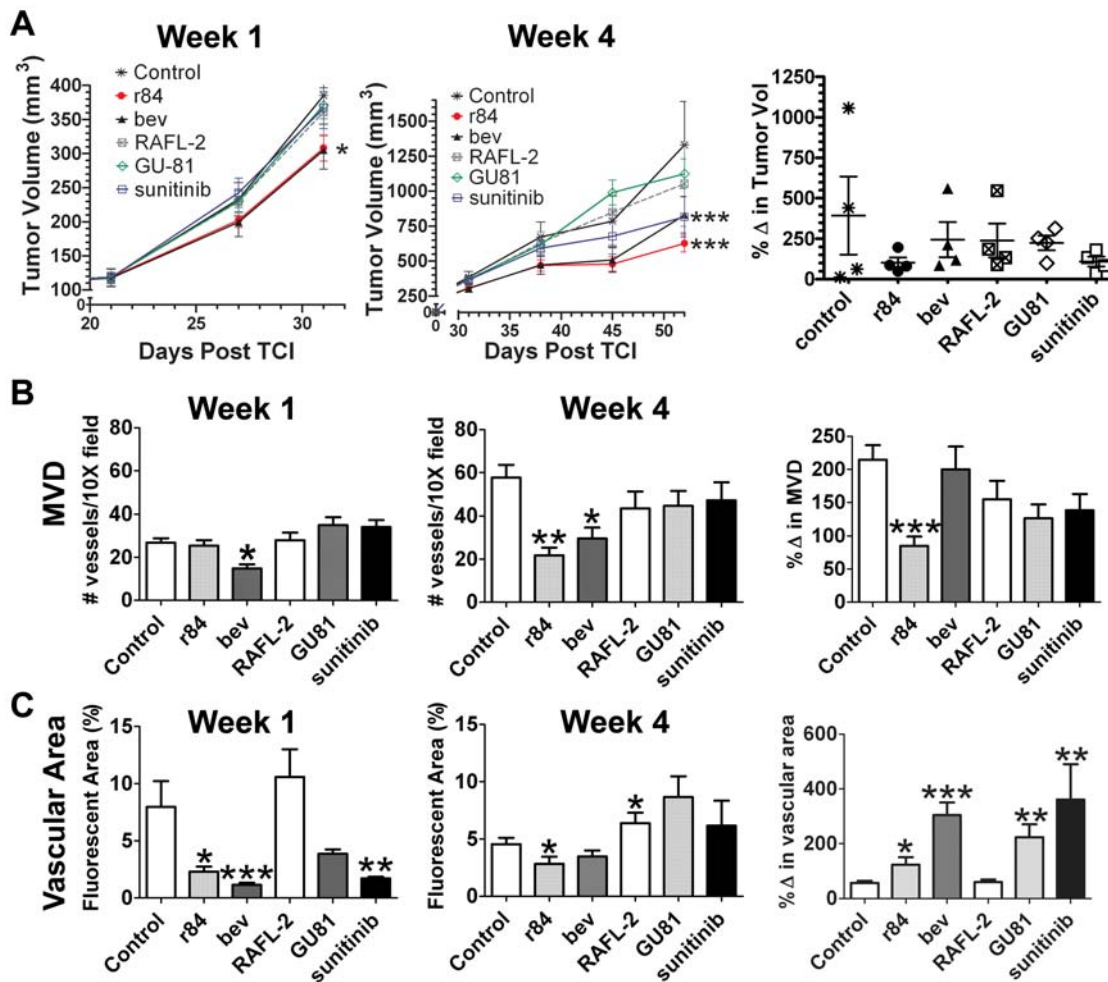 A
Week 1
Tumor Volume (mm³)
400
350
300
250
200
150
100
0
20
25
30
Days Post TCI
Control
r84
bev
RAFL-2
GU-81
sunitinib
*
Week 4
Tumor Volume (mm³)
1500
1250
1000
750
500
250
0
30
35
40
45
50
Days Post TCI
Control
r84
bev
RAFL-2
GU81
sunitinib
***
***
% Δ in Tumor Vol
1250
1000
750
500
250
0
control
r84
bev
RAFL-2
GU81
sunitinib
B
MVD
Week 1
# vessels/10X field
80
60
40
20
0
*
Control
r84
bev
RAFL-2
GU81
sunitinib
Week 4
# vessels/10X field
80
60
40
20
0
**
*
Control
r84
bev
RAFL-2
GU81
sunitinib
% Δ in MVD
250
200
150
100
50
0
***
Control
r84
bev
RAFL-2
GU81
sunitinib
C
Vascular Area
Week 1
Fluorescent Area (%)
15
10
5
0
*
***
**
Control
r84
bev
RAFL-2
GU81
sunitinib
Week 4
Fluorescent Area (%)
15
10
5
0
*
*
Control
r84
bev
RAFL-2
GU81
sunitinib
% Δ in vascular area
600
400
200
0
*
***
**
**
Control
r84
bev
RAFL-2
GU81
sunitinib